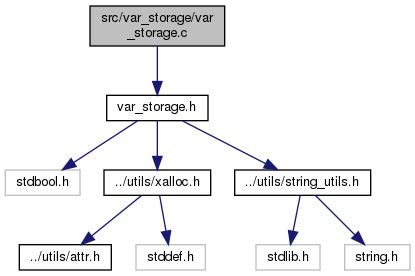 src/var_storage/var
_storage.c
var_storage.h
stdbool.h
../utils/xalloc.h
../utils/string_utils.h
../utils/attr.h
stddef.h
stdlib.h
string.h